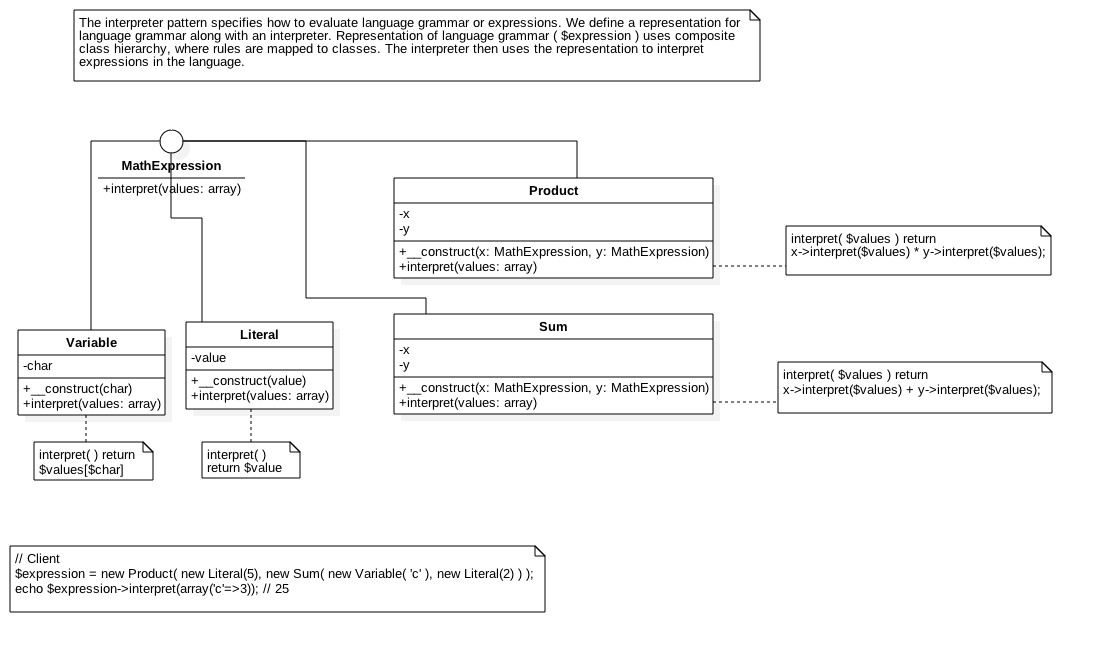 The interpreter pattern specifies how to evaluate language grammar or expressions. We define a representation for
language grammar along with an interpreter. Representation of language grammar ( $expression ) uses composite
class hierarchy, where rules are mapped to classes. The interpreter then uses the representation to interpret
expressions in the language.
MathExpression
+interpret(values: array)
Product
-x
-y
+__construct(x: MathExpression, y: MathExpression)
+interpret(values: array)
interpret( $values ) return
x->interpret($values) * y->interpret($values);
Variable
-char
+__construct(char)
+interpret(values: array)
Literal
-value
+__construct(value)
+interpret(values: array)
Sum
-x
-y
+__construct(x: MathExpression, y: MathExpression)
+interpret(values: array)
interpret( $values ) return
x->interpret($values) + y->interpret($values);
interpret( ) return
$values[$char]
interpret( )
return $value
// Client
$expression = new Product( new Literal(5), new Sum( new Variable( 'c' ), new Literal(2) ) );
echo $expression->interpret(array('c'=>3)); // 25